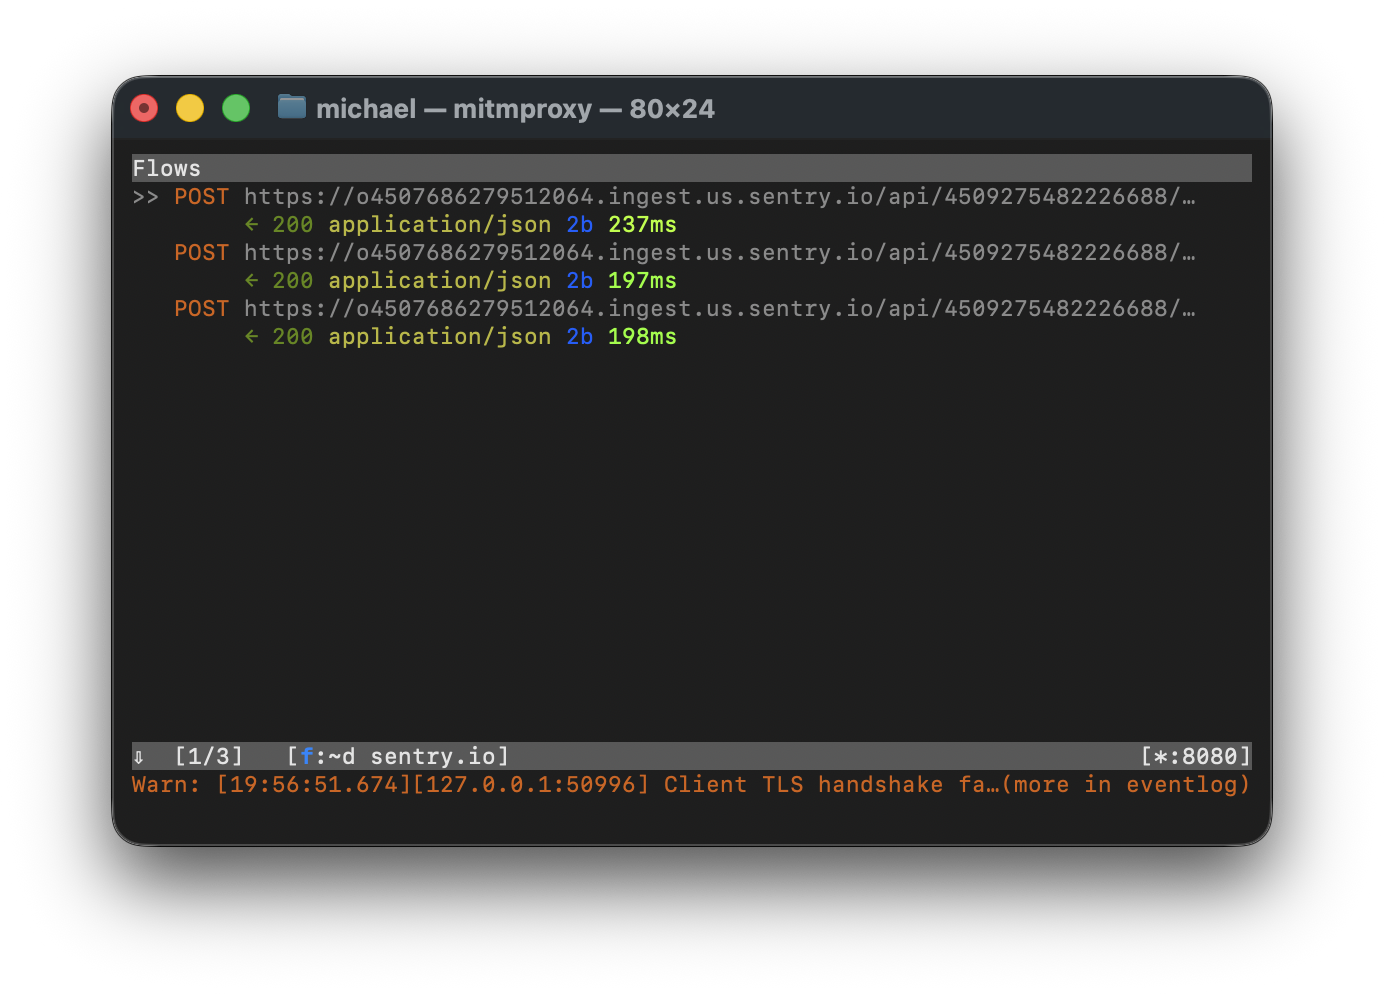 michael — mitmproxy — 80×24
Flows
>> POST https://o4507686279512064.ingest.us.sentry.io/api/4509275482226688/…
← 200 application/json 2b 237ms
POST https://o4507686279512064.ingest.us.sentry.io/api/4509275482226688/…
← 200 application/json 2b 197ms
POST https://o4507686279512064.ingest.us.sentry.io/api/4509275482226688/…
← 200 application/json 2b 198ms
⇩ [1/3] [f:~d sentry.io] [*:8080]
Warn: [19:56:51.674][127.0.0.1:50996] Client TLS handshake fa…(more in eventlog)